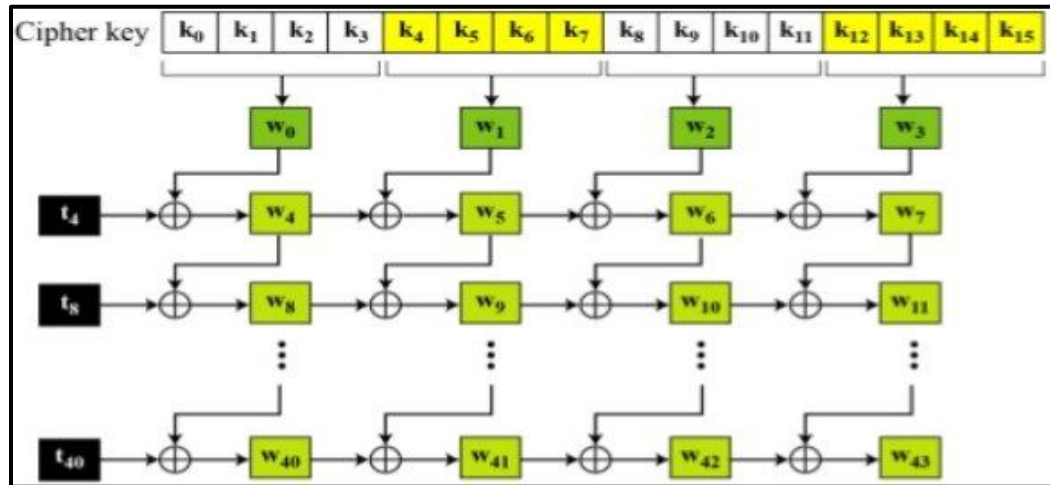 Cipher key k₀ k₁ k₂ k₃ k₄ k₅ k₆ k₇ k₈ k₉ k₁₀ k₁₁ k₁₂ k₁₃ k₁₄ k₁₅
w₀ w₁ w₂ w₃
t₄ w₄ w₅ w₆ w₇
t₈ w₈ w₉ w₁₀ w₁₁
t₄₀ w₄₀ w₄₁ w₄₂ w₄₃